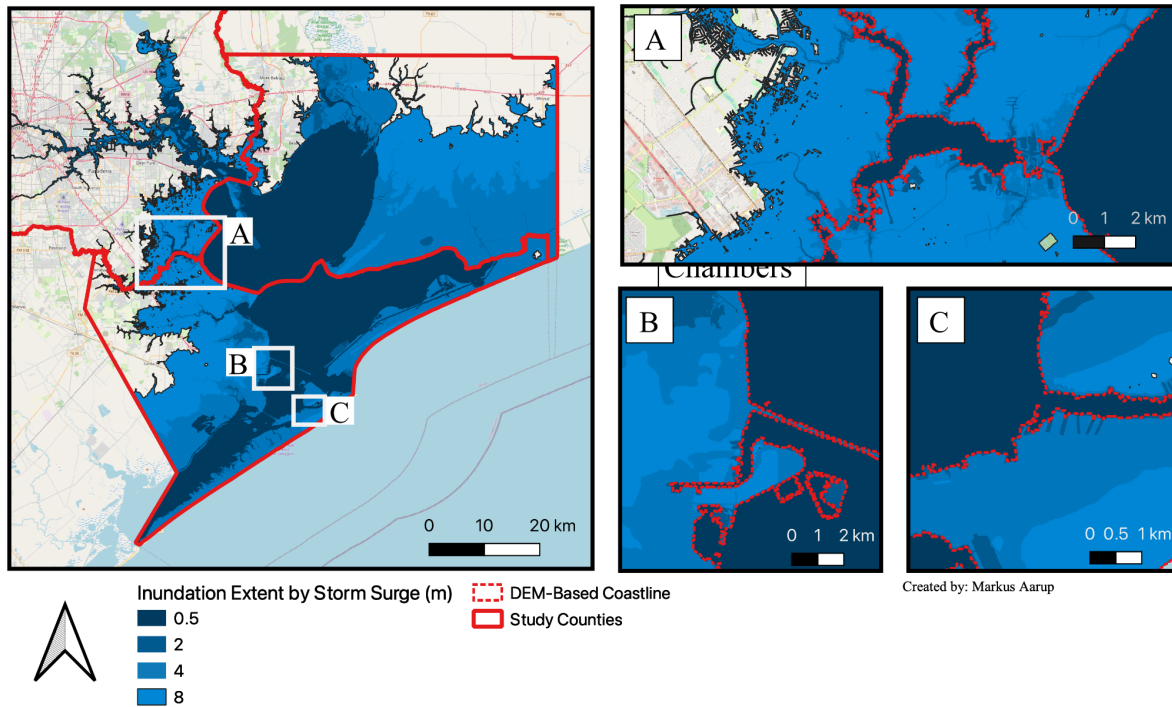 A
B
C
0 10 20 km
A
0 1 2 km
Chambers
B
0 1 2 km
C
0 0.5 1 km
Created by: Markus Aarup
Inundation Extent by Storm Surge (m)
0.5
2
4
8
DEM-Based Coastline
Study Counties